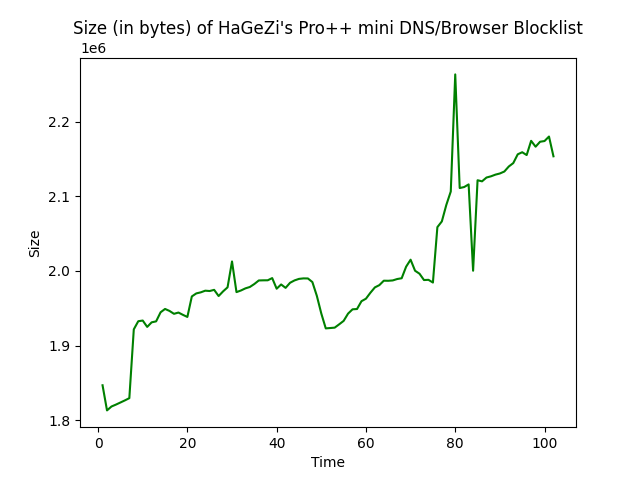 Size (in bytes) of HaGeZi's Pro++ mini DNS/Browser Blocklist
1e6
2.2
2.1
2.0
1.9
1.8
Size
0 20 40 60 80 100
Time